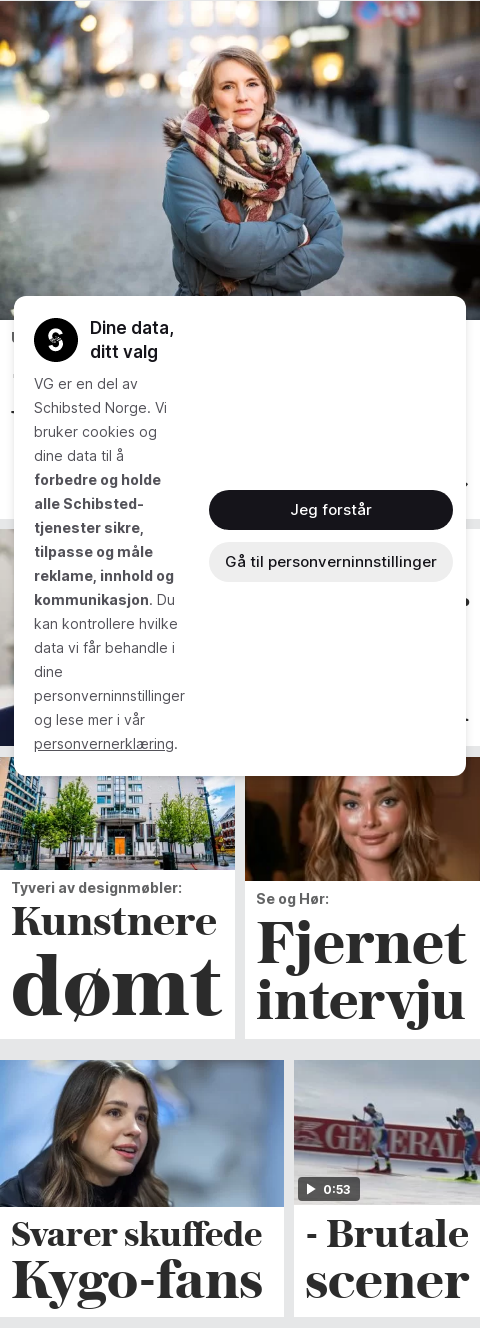 Dine data,
ditt valg
VG er en del av
Schibsted Norge. Vi
bruker cookies og
dine data til å
forbedre og holde
alle Schibsted-
tjenester sikre,
tilpasse og måle
reklame, innhold og
kommunikasjon. Du
kan kontrollere hvilke
data vi får behandle i
dine
personverninnstillinger
og lese mer i vår
personvernerklæring.
Jeg forstår
Gå til personverninnstillinger
Tyveri av designmøbler:
Kunstnere
dømt
Se og Hør:
Fjernet
intervju
Svarer skuffede
Kygo-fans
GENERAL
0:53
- Brutale
scener